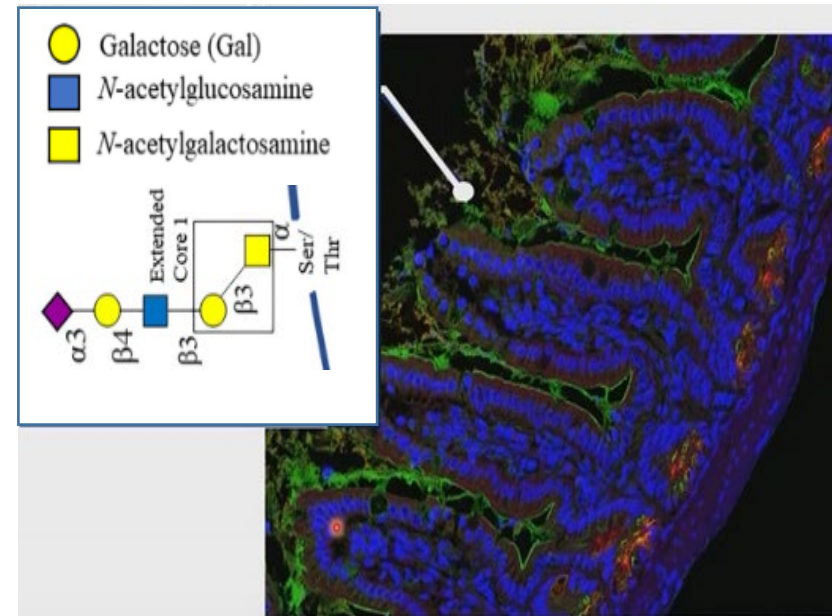 Galactose (Gal)
N-acetylglucosamine
N-acetylgalactosamine
Extended
Core 1
α3
β4
β3
β3
α
Ser/
Thr